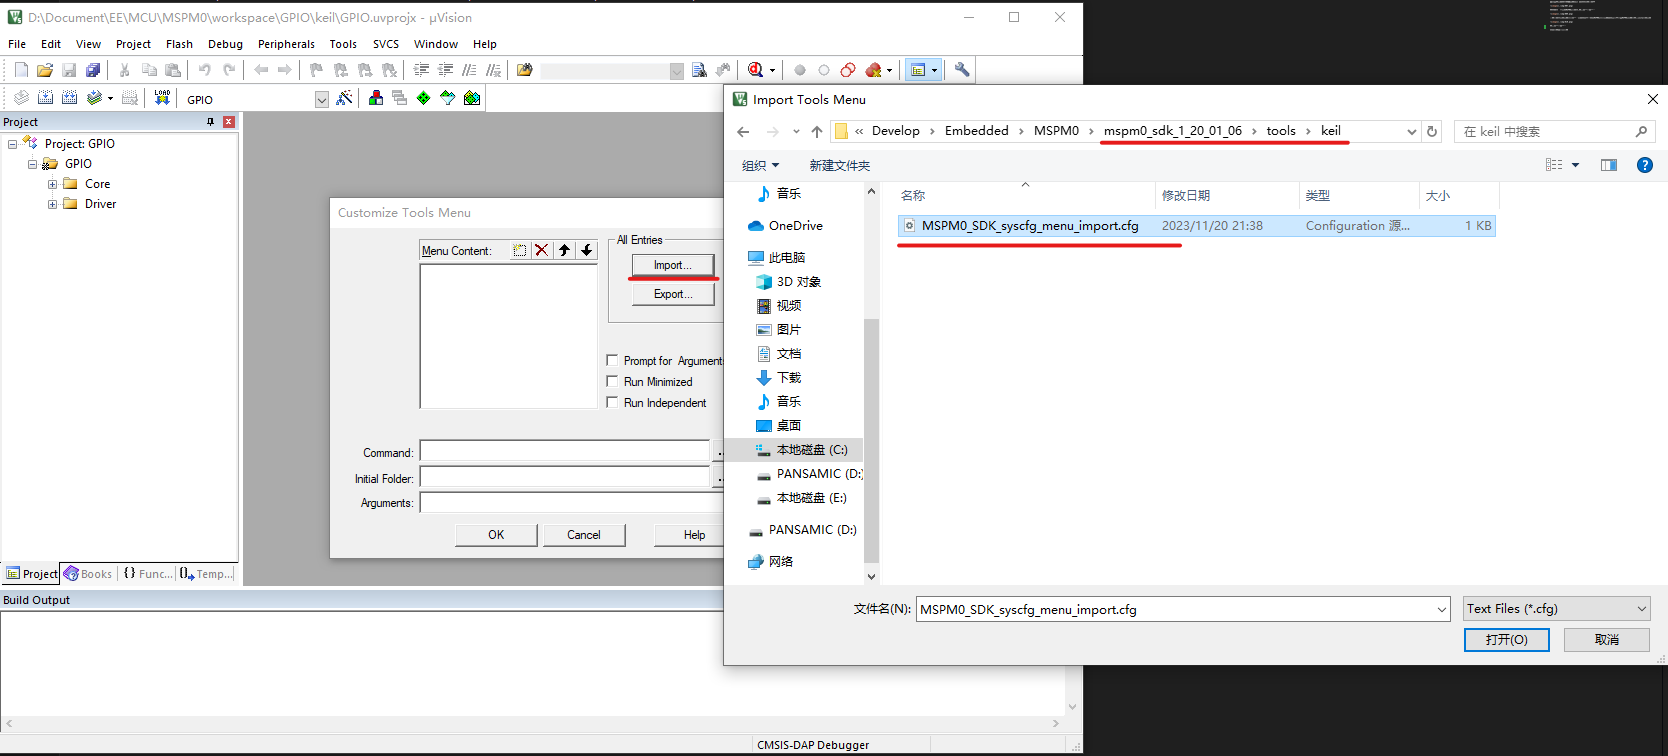 D:\Document\EE\MCU\MSPM0\workspace\GPIO\keil\GPIO.uvprojx - µVision
File Edit View Project Flash Debug Peripherals Tools SVCS Window Help
LOAD
GPIO
Project
Project: GPIO
GPIO
Core
Driver
Project Books Func... Temp...
Build Output
CMSIS-DAP Debugger
Customize Tools Menu
Menu Content:
All Entries
Import...
Export...
Prompt for Argument
Run Minimized
Run Independent
Command:
Initial Folder:
Arguments:
OK Cancel Help
Import Tools Menu
« Develop › Embedded › MSPM0 › mspm0_sdk_1_20_01_06 › tools › keil
在 keil 中搜索
组织 新建文件夹
音乐
OneDrive
此电脑
3D 对象
视频
图片
文档
下载
音乐
桌面
本地磁盘 (C:)
PANSAMIC (D:)
本地磁盘 (E:)
PANSAMIC (D:)
网络
名称 修改日期 类型 大小
MSPM0_SDK_syscfg_menu_import.cfg 2023/11/20 21:38 Configuration 源... 1 KB
文件名(N): MSPM0_SDK_syscfg_menu_import.cfg Text Files (*.cfg)
打开(O) 取消